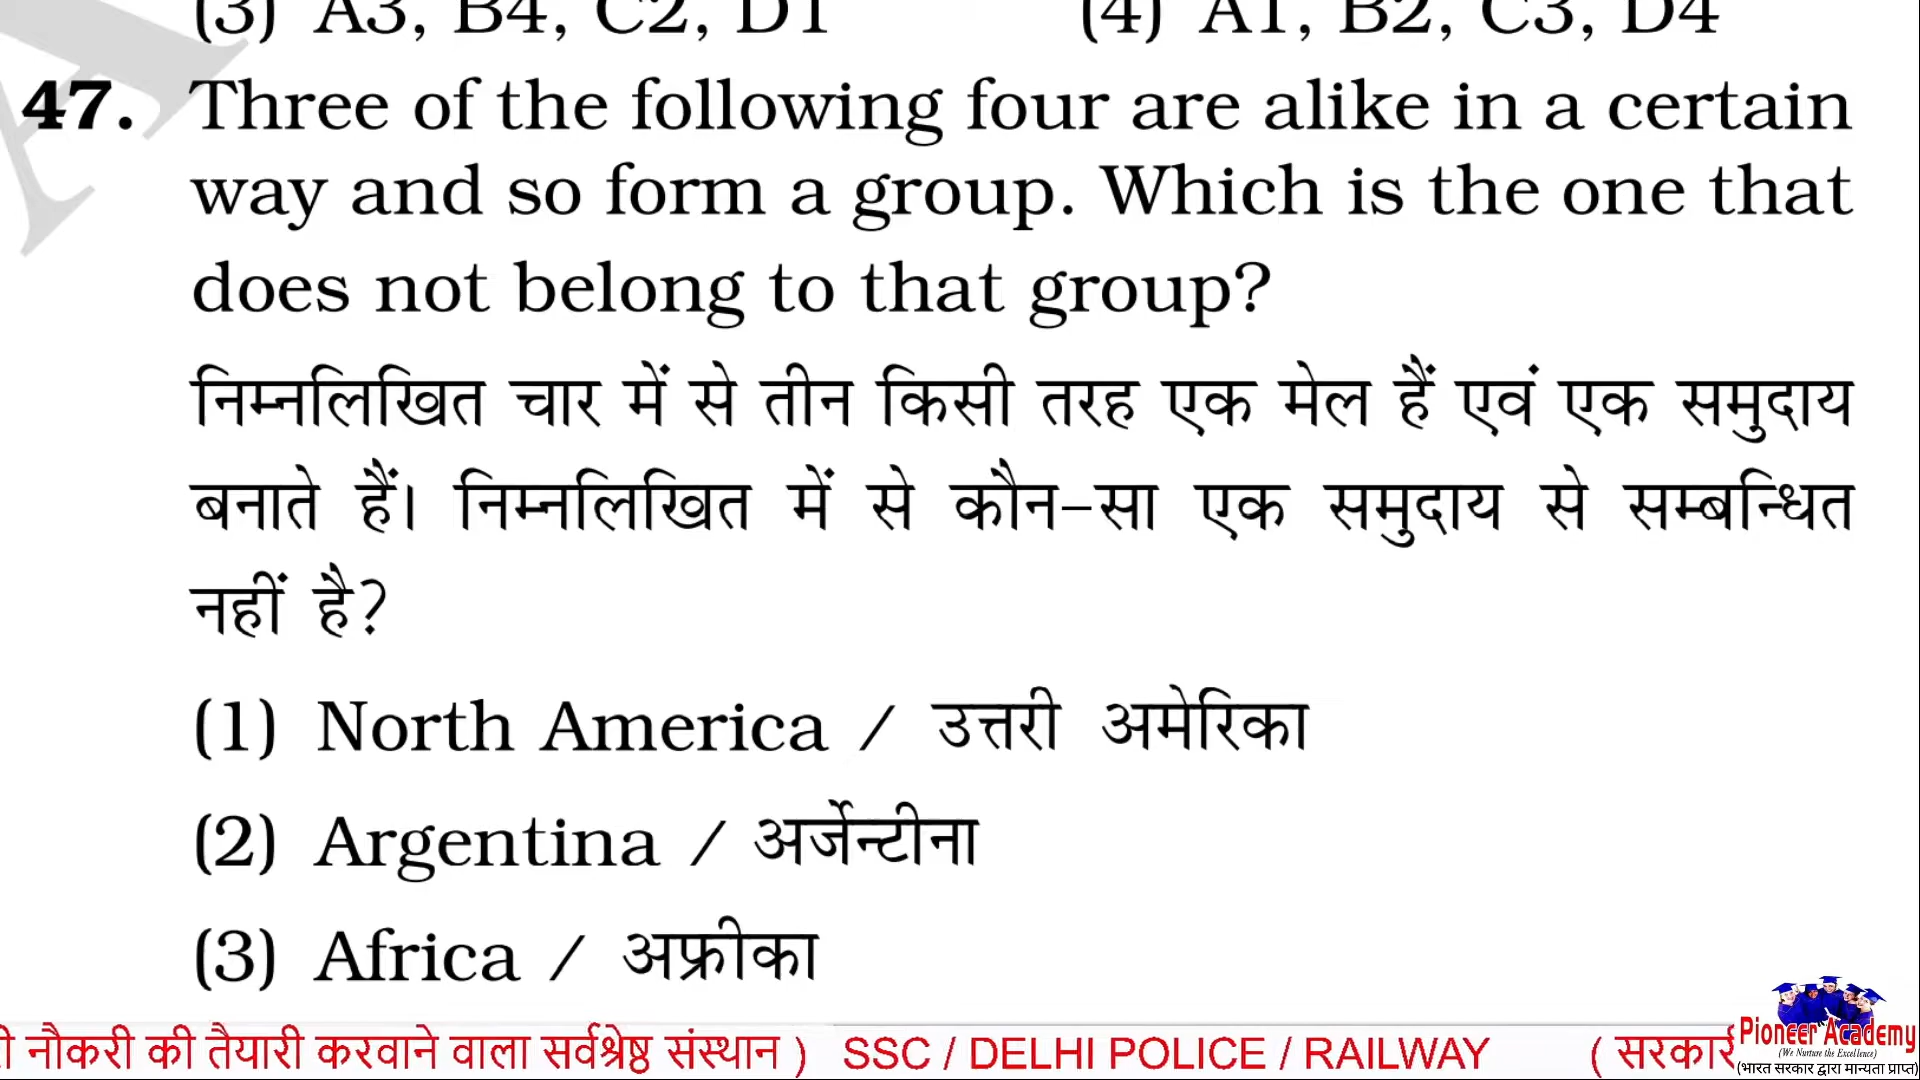 (3) A3, B4, C2, D1 (4) A1, B2, C3, D4
47. Three of the following four are alike in a certain
way and so form a group. Which is the one that
does not belong to that group?
निम्नलिखित चार में से तीन किसी तरह एक मेल हैं एवं एक समुदाय
बनाते हैं। निम्नलिखित में से कौन-सा एक समुदाय से सम्बन्धित
नहीं है?
(1) North America / उत्तरी अमेरिका
(2) Argentina / अर्जेन्टीना
(3) Africa / अफ्रीका
नौकरी की तैयारी करवाने वाला सर्वश्रेष्ठ संस्थान ) SSC / DELHI POLICE / RAILWAY ( सरकारी
Pioneer Academy
(We Nurture the Excellence)
(भारत सरकार द्वारा मान्यता प्राप्त)